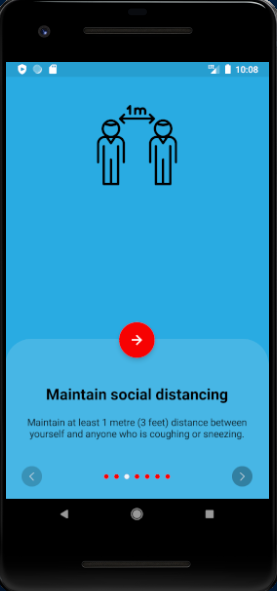 10:08
1m
Maintain social distancing
Maintain at least 1 metre (3 feet) distance between
yourself and anyone who is coughing or sneezing.